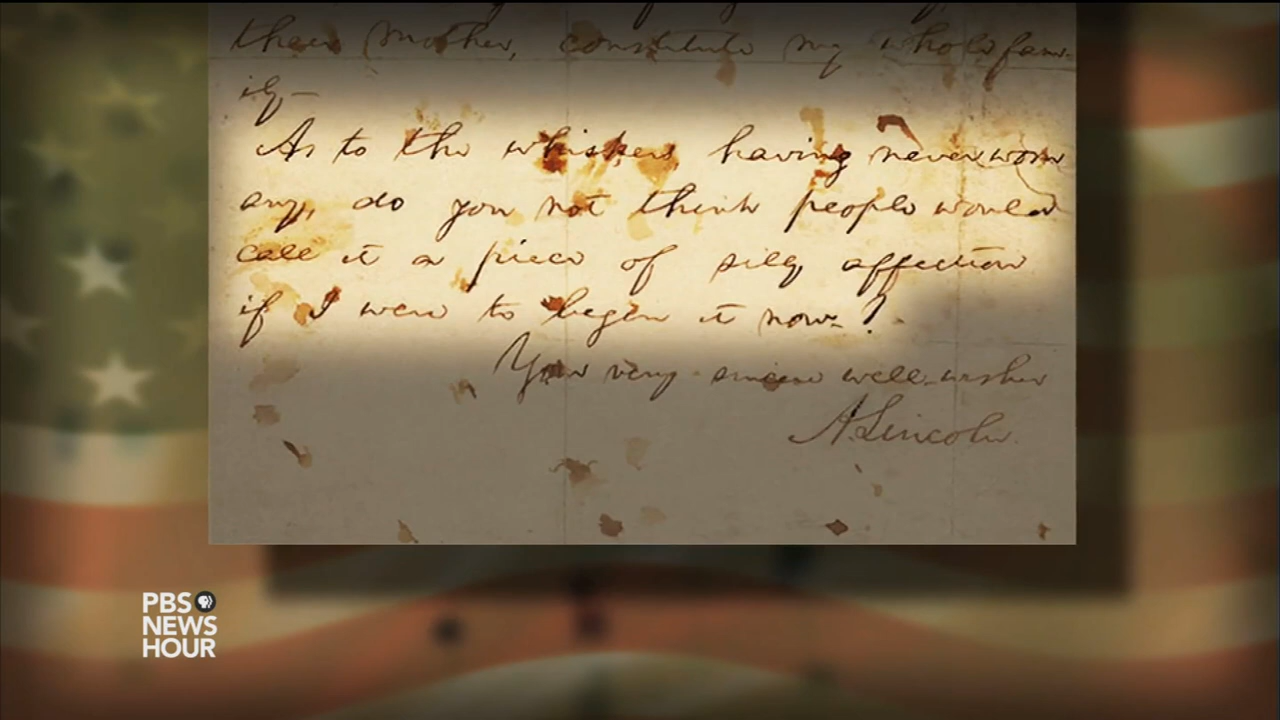 their mother, constitute my whole fam-
ily—
As to the whiskers having never worn
any, do you not think people would
call it a piece of silly affection
if I were to begin it now?
Your very sincere well-wisher
A. Lincoln.
PBS
NEWS
HOUR